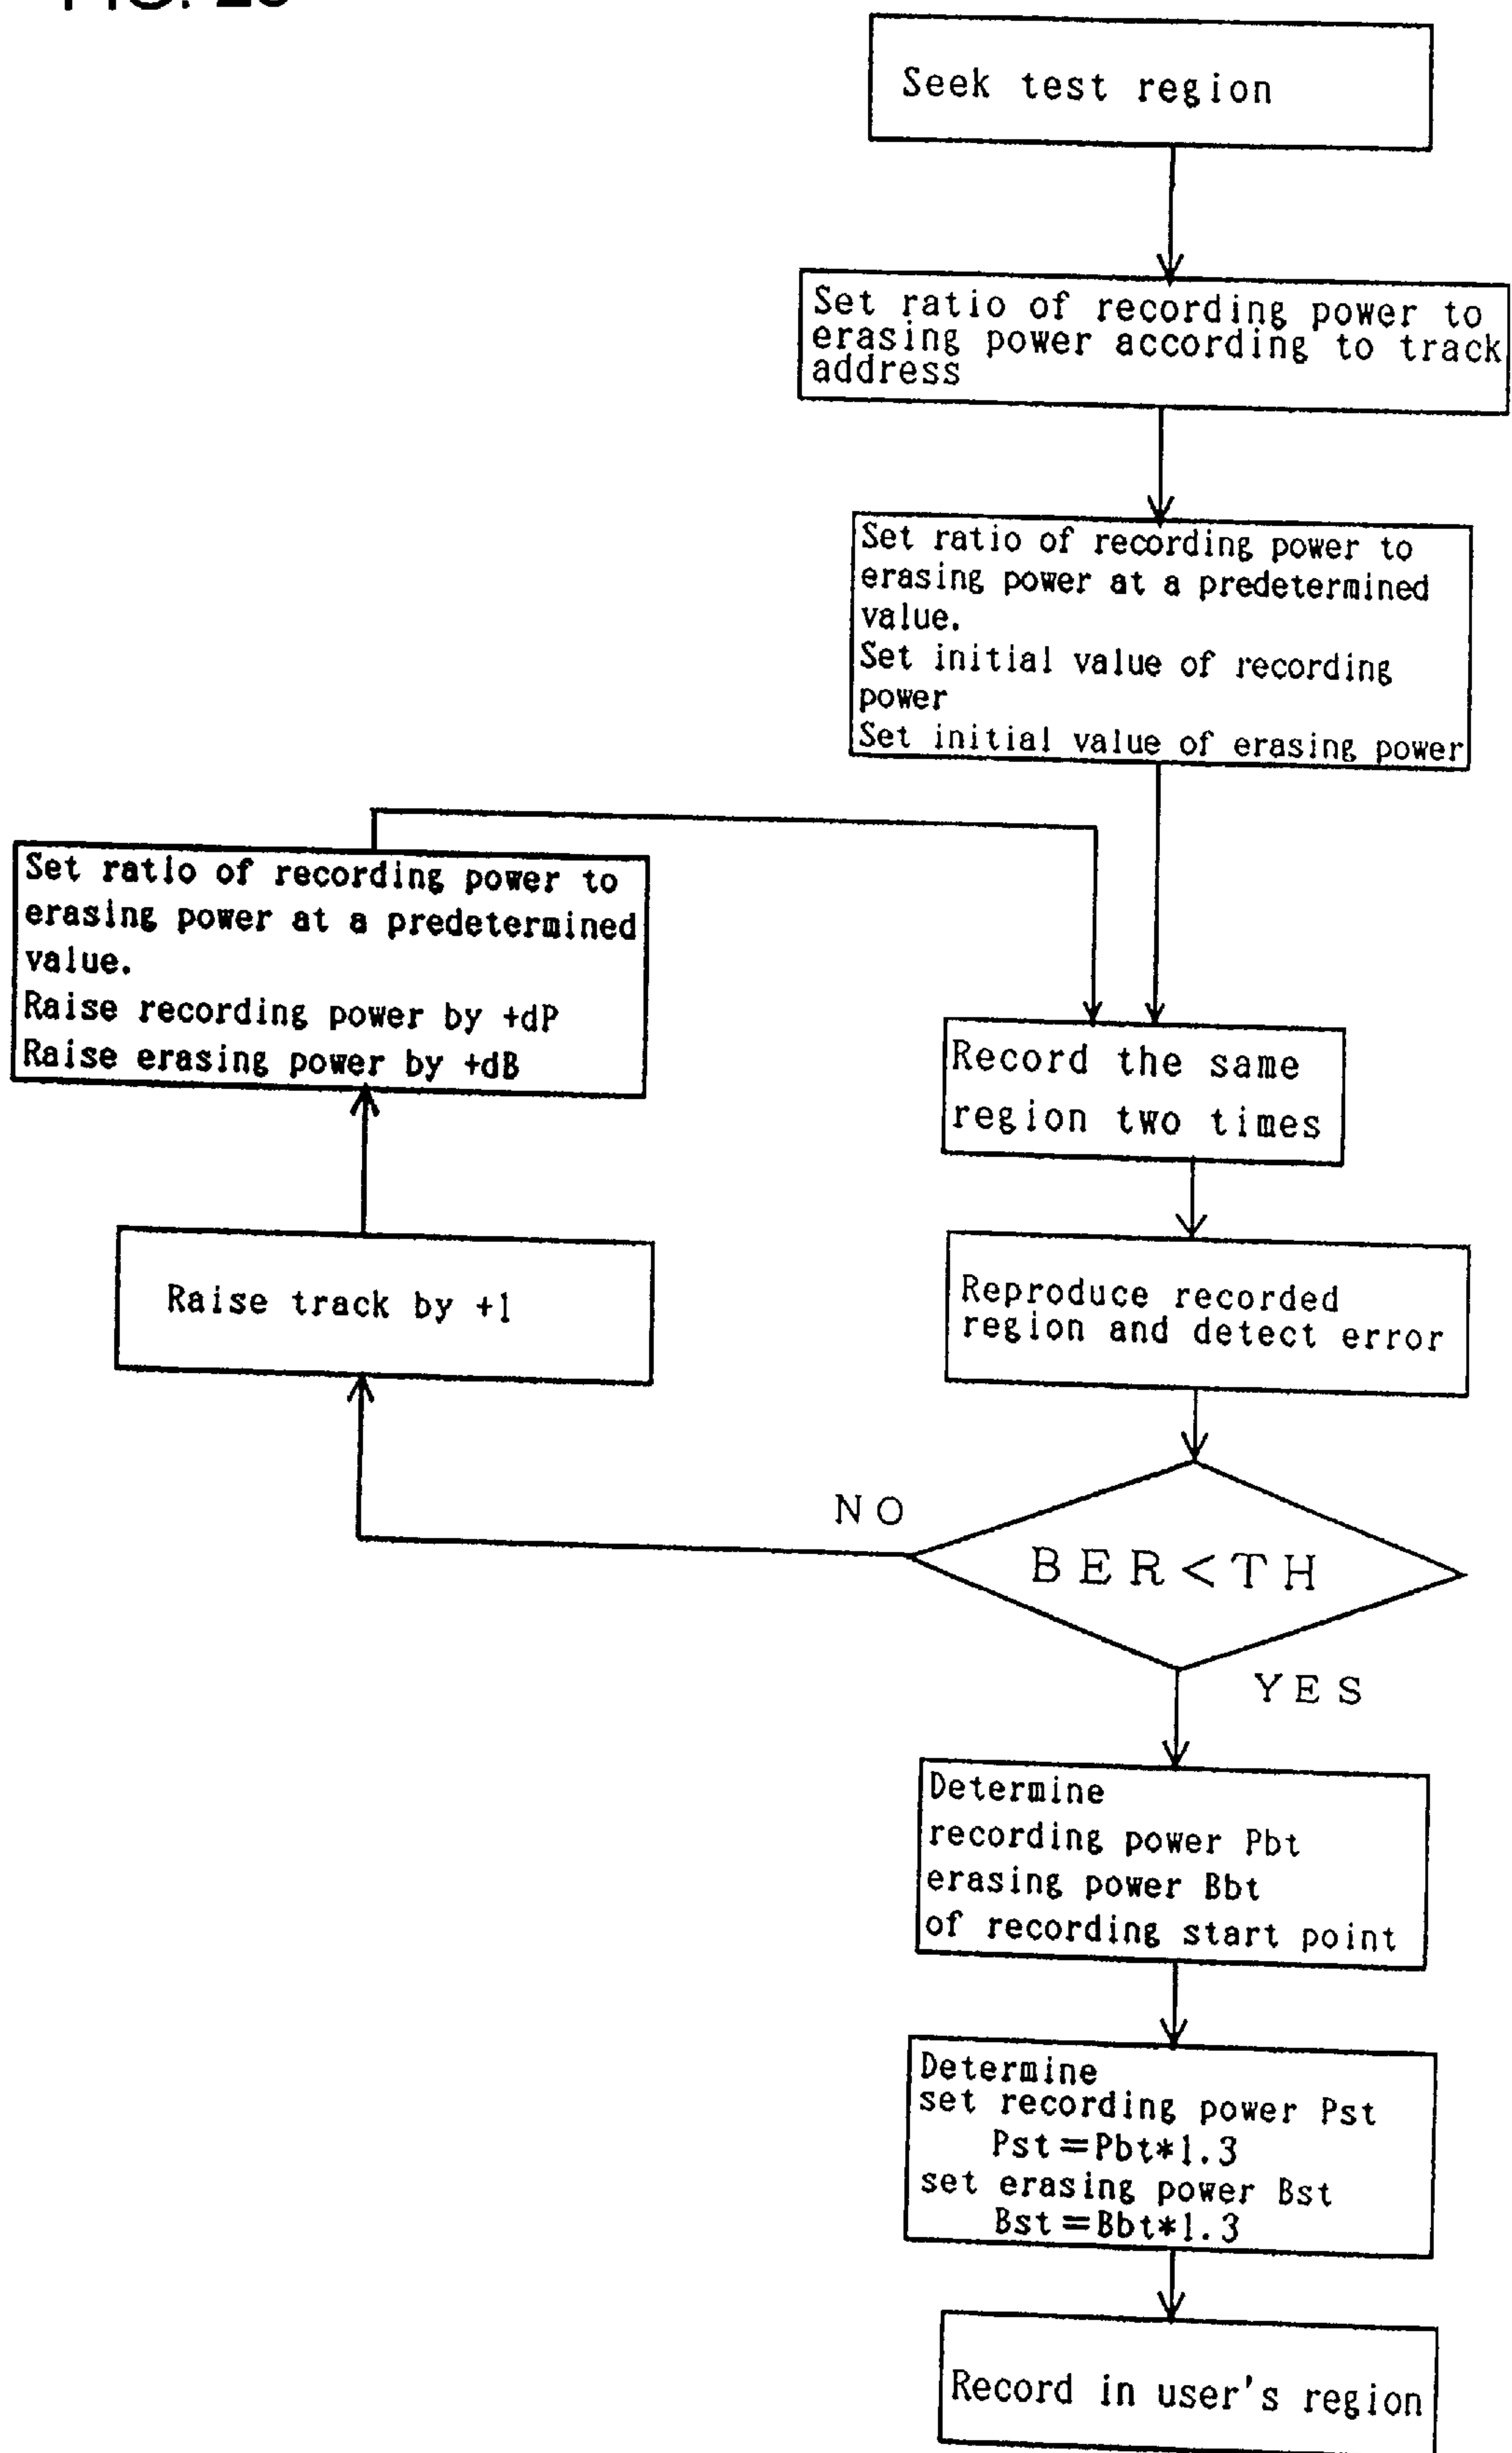 Seek test region
Set ratio of recording power to
erasing power according to track
address
Set ratio of recording power to
erasing power at a predetermined
value.
Set initial value of recording
power
Set initial value of erasing power
Set ratio of recording power to
erasing power at a predetermined
value.
Raise recording power by +dP
Raise erasing power by +dB
Record the same
region two times
Raise track by +1
Reproduce recorded
region and detect error
NO
BER<TH
YES
Determine
recording power Pbt
erasing power Bbt
of recording start point
Determine
set recording power Pst
Pst=Pbt*1.3
set erasing power Bst
Bst=Bbt*1.3
Record in user's region